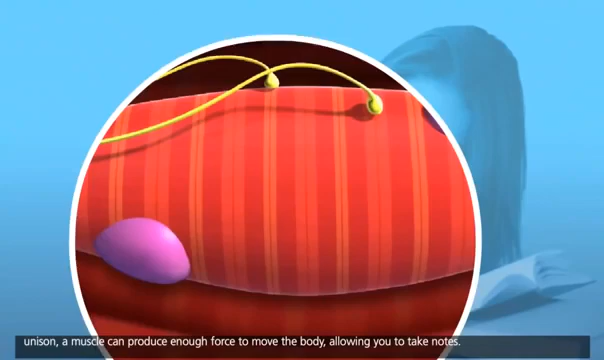 unison, a muscle can produce enough force to move the body, allowing you to take notes.